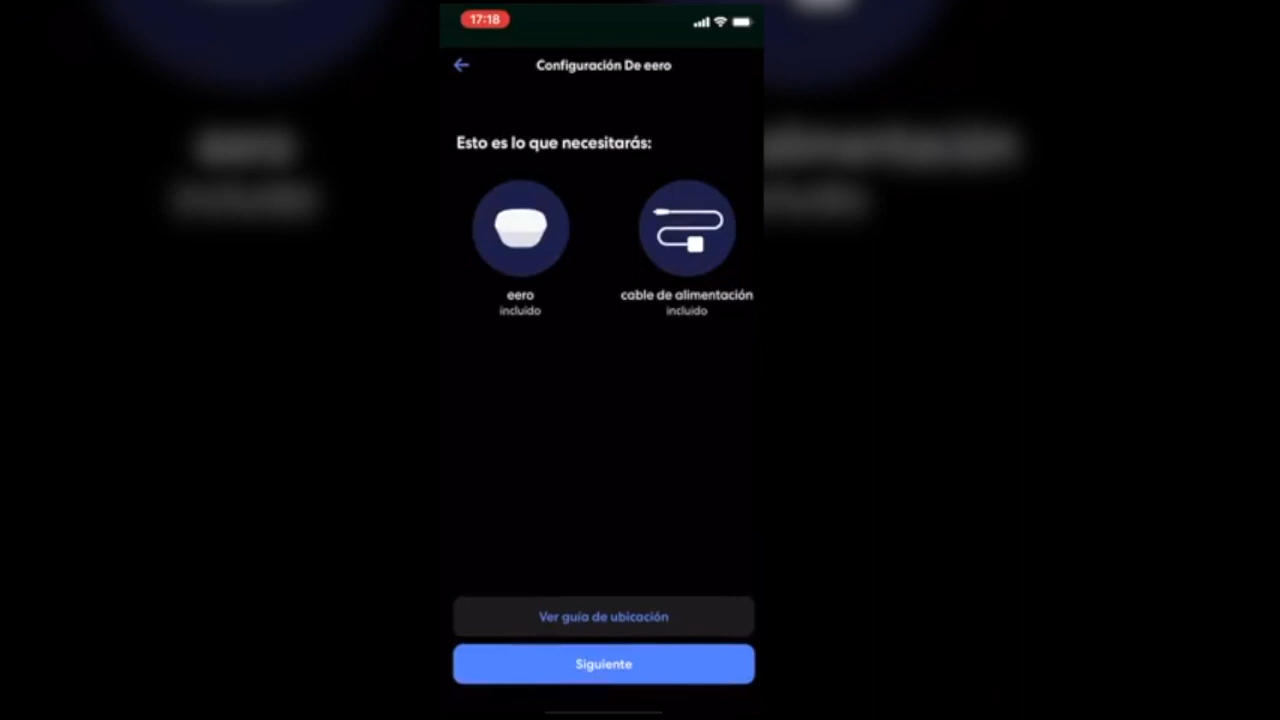 17:18
Configuración De eero
Esto es lo que necesitarás:
eero
incluido
cable de alimentación
incluido
Ver guía de ubicación
Siguiente